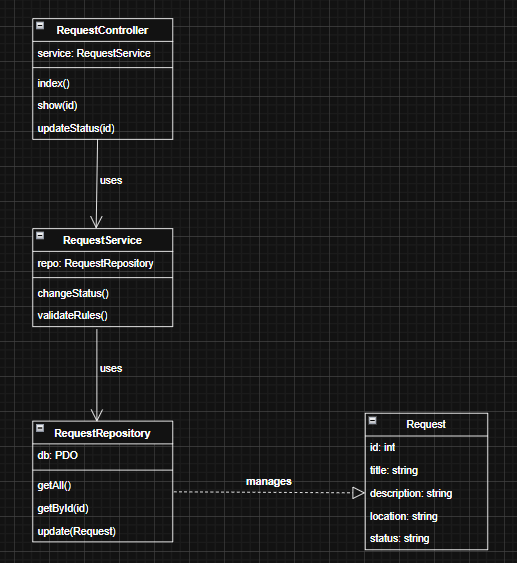 RequestController
service: RequestService
index()
show(id)
updateStatus(id)
uses
RequestService
repo: RequestRepository
changeStatus()
validateRules()
uses
RequestRepository
db: PDO
getAll()
getById(id)
update(Request)
manages
Request
id: int
title: string
description: string
location: string
status: string